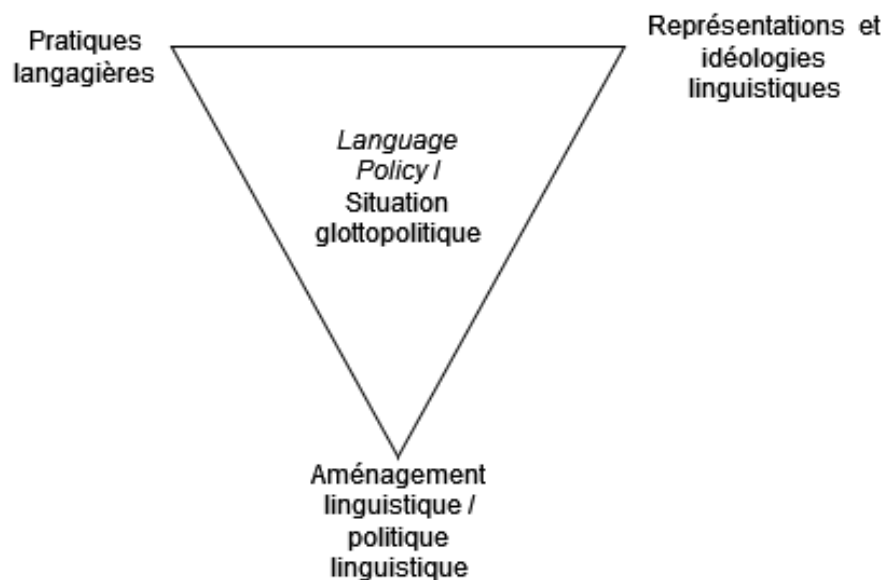 Pratiques
langagières
Représentations et
idéologies
linguistiques
Language
Policy /
Situation
glottopolitique
Aménagement
linguistique /
politique
linguistique